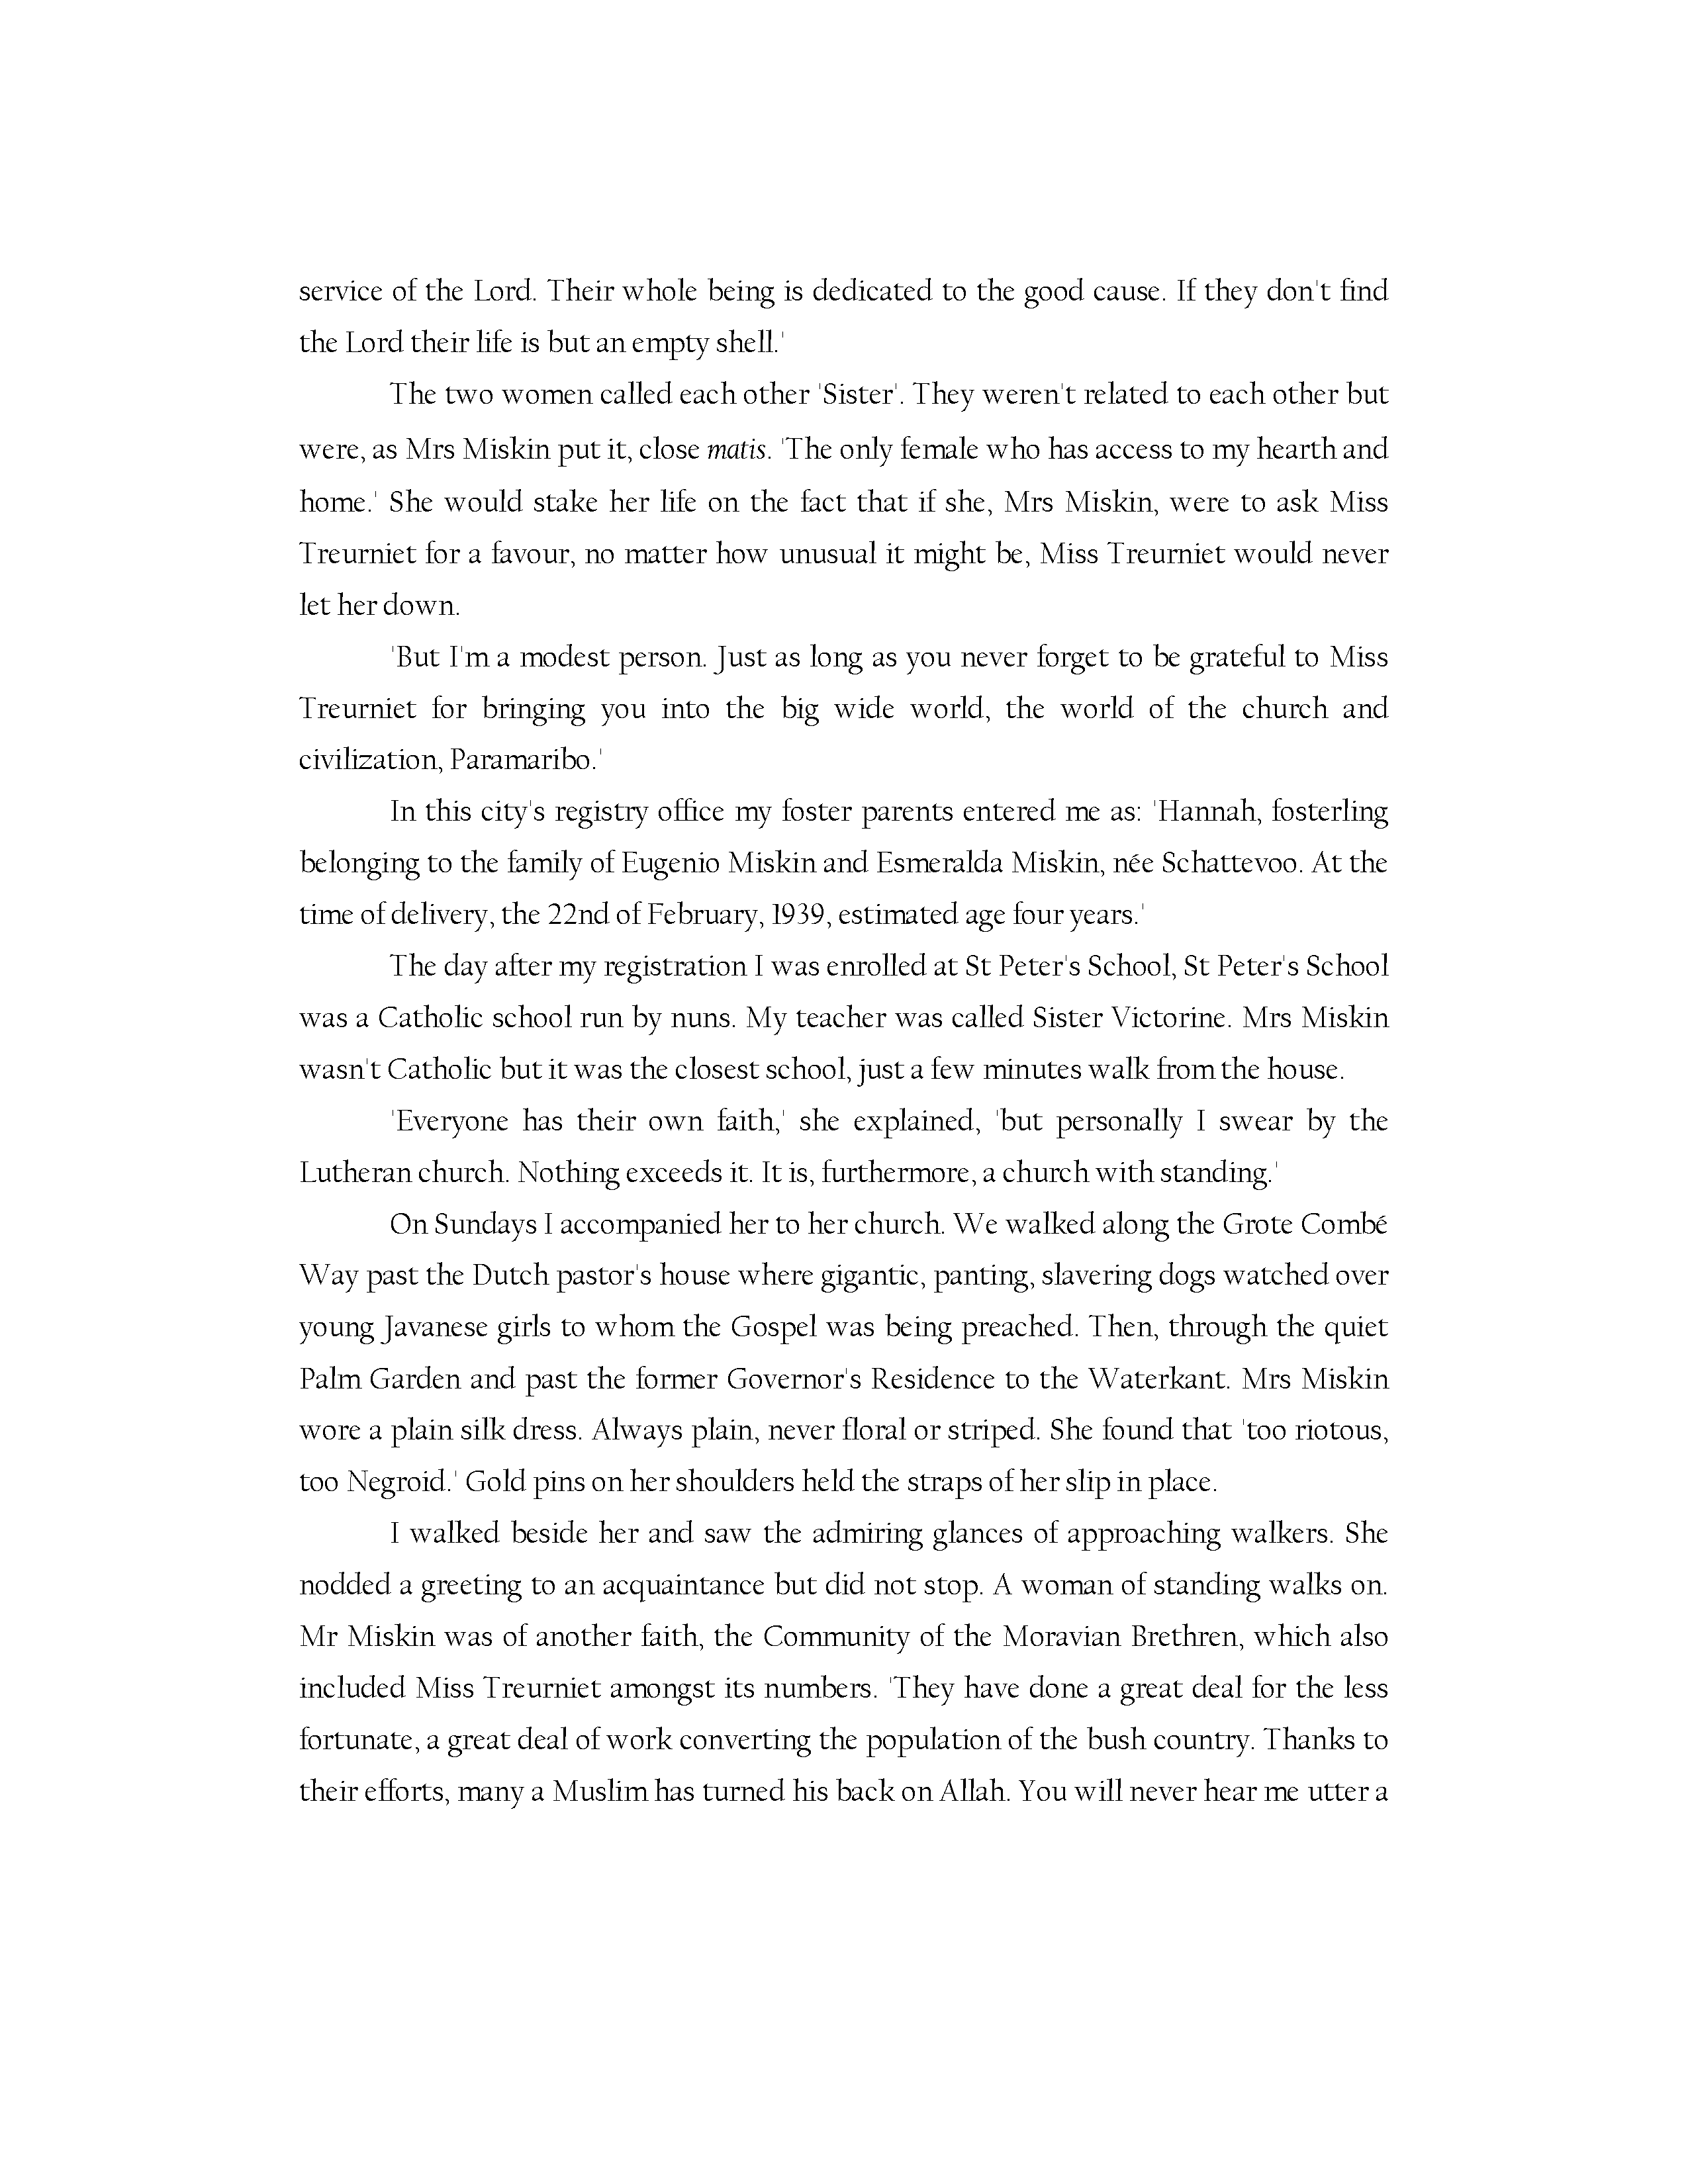 service of the Lord. Their whole being is dedicated to the good cause. If they don't find
the Lord their life is but an empty shell.'
The two women called each other 'Sister'. They weren't related to each other but
were, as Mrs Miskin put it, close matis. 'The only female who has access to my hearth and
home.' She would stake her life on the fact that if she, Mrs Miskin, were to ask Miss
Treurniet for a favour, no matter how unusual it might be, Miss Treurniet would never
let her down.
'But I'm a modest person. Just as long as you never forget to be grateful to Miss
Treurniet for bringing you into the big wide world, the world of the church and
civilization, Paramaribo.'
In this city's registry office my foster parents entered me as: 'Hannah, fosterling
belonging to the family of Eugenio Miskin and Esmeralda Miskin, née Schattevoo. At the
time of delivery, the 22nd of February, 1939, estimated age four years.'
The day after my registration I was enrolled at St Peter's School, St Peter's School
was a Catholic school run by nuns. My teacher was called Sister Victorine. Mrs Miskin
wasn't Catholic but it was the closest school, just a few minutes walk from the house.
'Everyone has their own faith,' she explained, 'but personally I swear by the
Lutheran church. Nothing exceeds it. It is, furthermore, a church with standing.'
On Sundays I accompanied her to her church. We walked along the Grote Combé
Way past the Dutch pastor's house where gigantic, panting, slavering dogs watched over
young Javanese girls to whom the Gospel was being preached. Then, through the quiet
Palm Garden and past the former Governor's Residence to the Waterkant. Mrs Miskin
wore a plain silk dress. Always plain, never floral or striped. She found that 'too riotous,
too Negroid.' Gold pins on her shoulders held the straps of her slip in place.
I walked beside her and saw the admiring glances of approaching walkers. She
nodded a greeting to an acquaintance but did not stop. A woman of standing walks on.
Mr Miskin was of another faith, the Community of the Moravian Brethren, which also
included Miss Treurniet amongst its numbers. 'They have done a great deal for the less
fortunate, a great deal of work converting the population of the bush country. Thanks to
their efforts, many a Muslim has turned his back on Allah. You will never hear me utter a